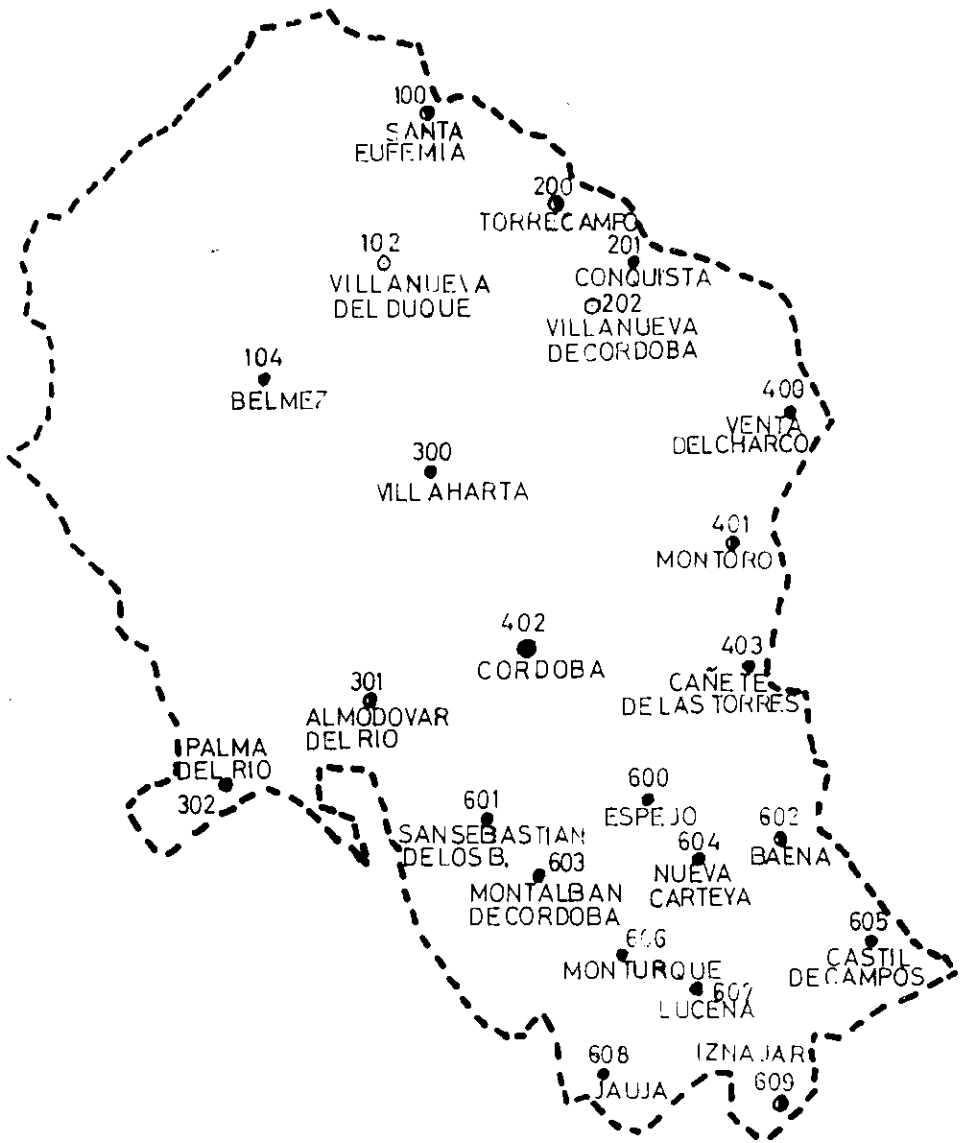 100
SANTA
EUFEMIA
200
TORRECAMPO
102
VILLANUEVA
DEL DUQUE
201
CONQUISTA
202
VILLANUEVA
DE CORDOBA
104
BELMEZ
400
VENTA
DEL CHARCO
300
VILLAHARTA
401
MONTORO
402
CORDOBA
403
CAÑETE
DE LAS TORRES
301
ALMODOVAR
DEL RIO
PALMA
DEL RIO
302
600
ESPEJO
601
SAN SEBASTIAN
DE LOS B.
602
BAENA
604
NUEVA
CARTEYA
603
MONTALBAN
DE CORDOBA
605
CASTIL
DE CAMPOS
606
MONTURQUE
607
LUCENA
608
JAUJA
IZNAJAR
609